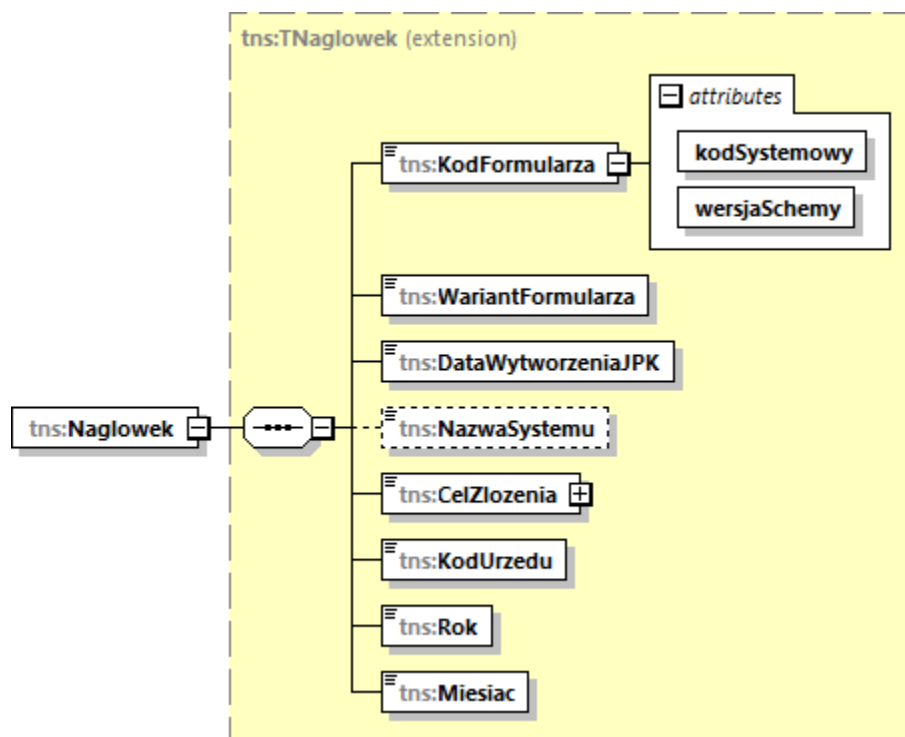 tns:TNaglowek (extension)
attributes
tns:KodFormularza
kodSystemowy
wersjaSchemy
tns:WariantFormularza
tns:DataWytworzeniaJPK
tns:Naglowek
tns:NazwaSystemu
tns:CelZlozenia
tns:KodUrzedu
tns:Rok
tns:Miesiac